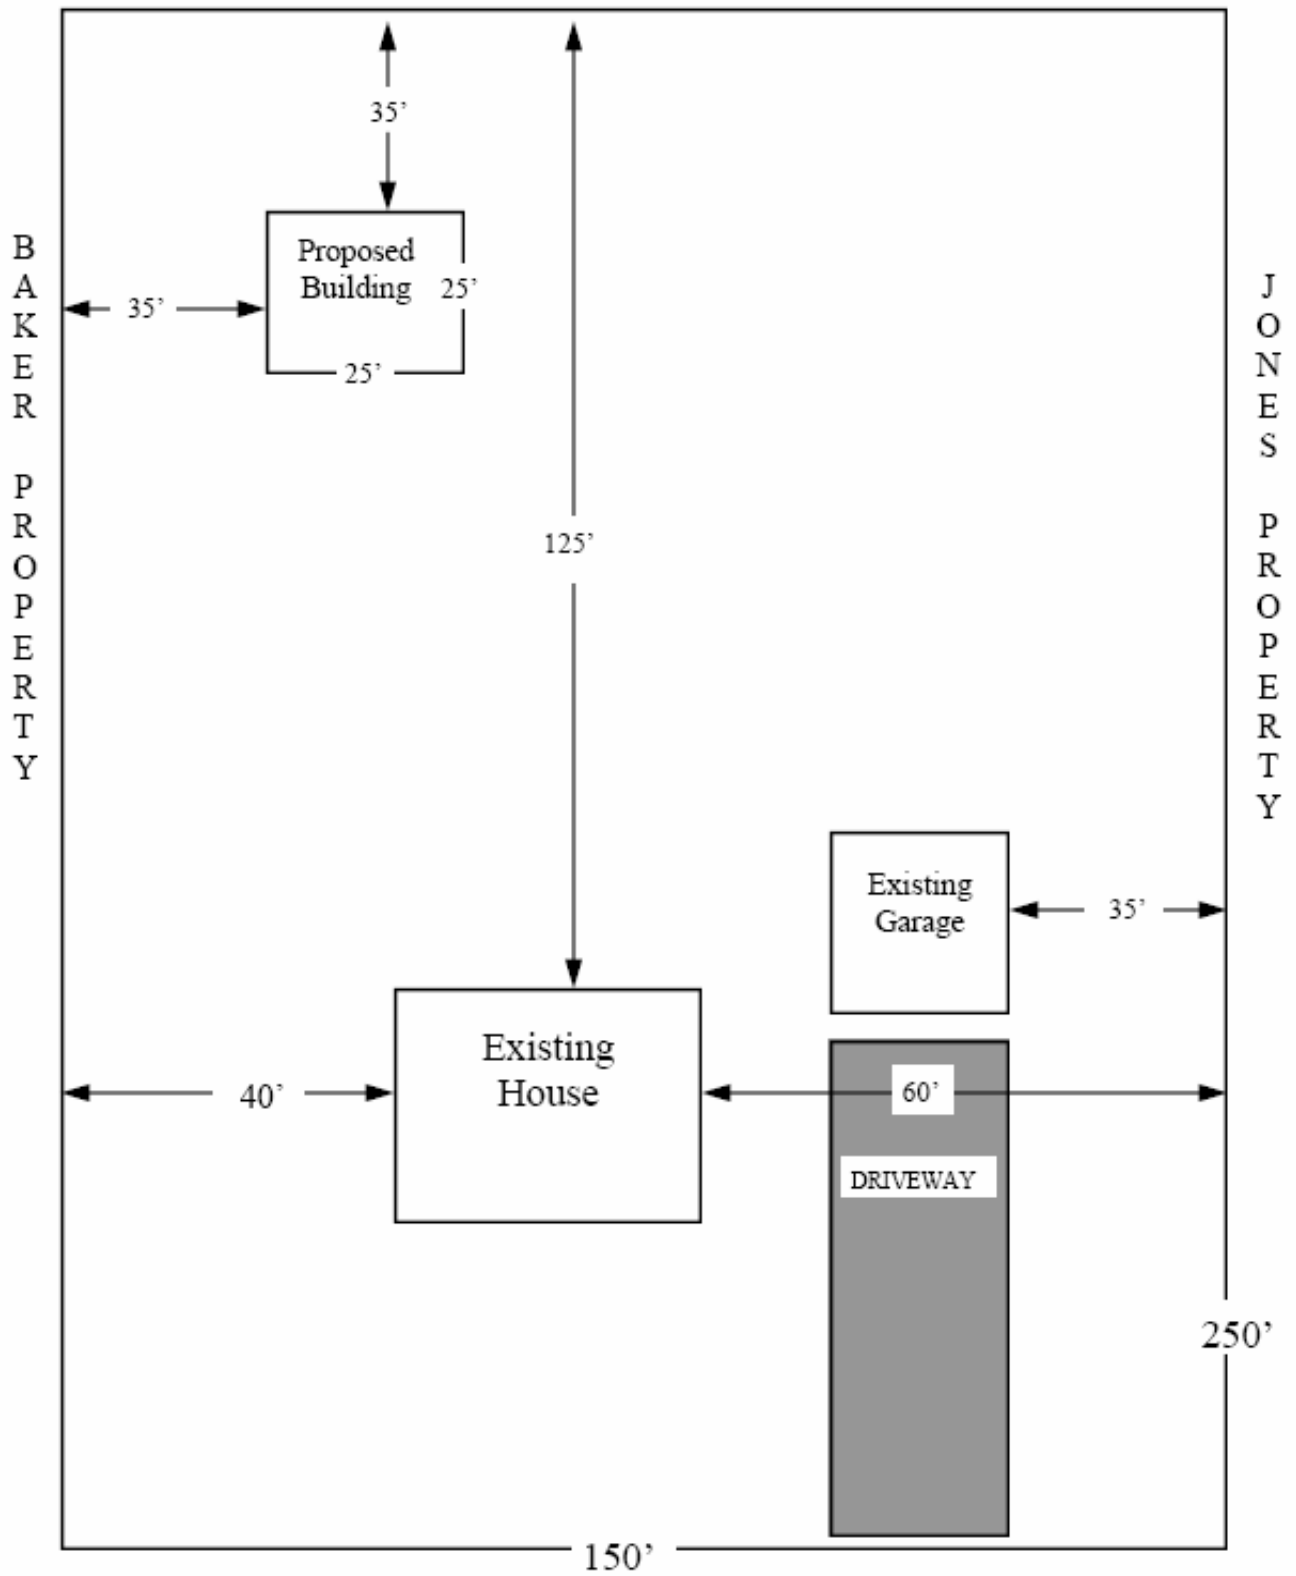 35’
BAKER PROPERTY
Proposed
Building
25’
35’
25’
JONES PROPERTY
125’
Existing
Garage
35’
Existing
House
40’
60’
DRIVEWAY
250’
150’